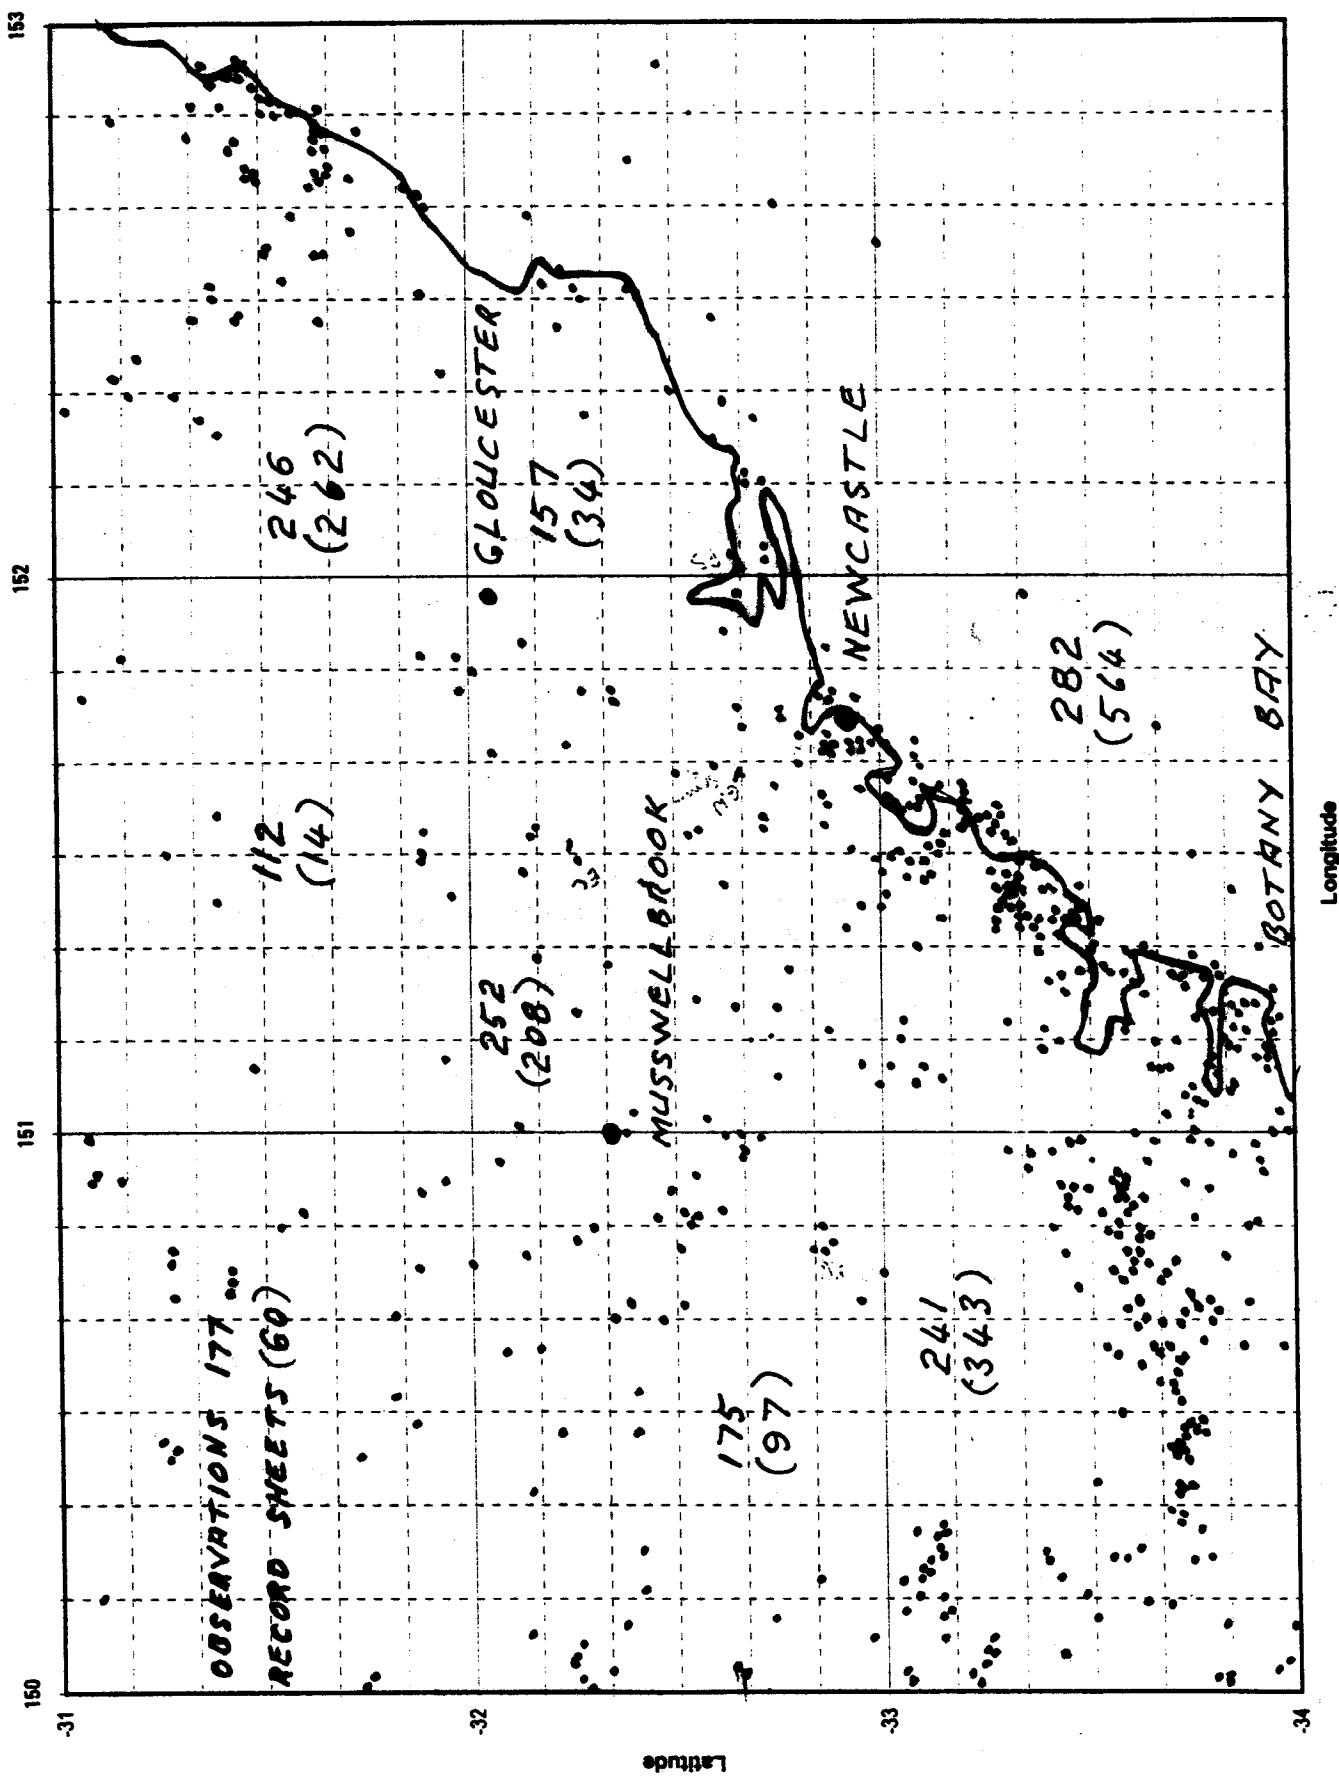 153
152
151
150
Longitude
-31
-32
-33
-34
Latitude
OBSERVATIONS 177
RECORD SHEETS (60)
112
(14)
246
(262)
GLOUCESTER
157
(34)
252
(208)
MUSSWELLBROOK
175
(97)
NEWCASTLE
241
(343)
282
(564)
BOTANY BAY